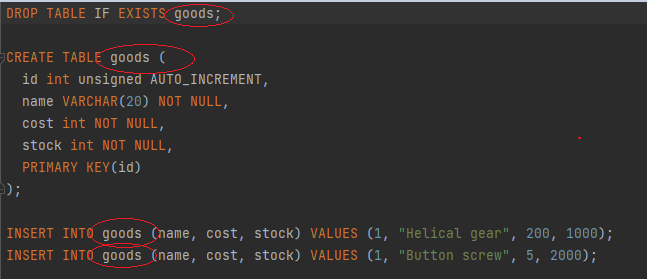 DROP TABLE IF EXISTS goods;
CREATE TABLE goods (
id int unsigned AUTO_INCREMENT,
name VARCHAR(20) NOT NULL,
cost int NOT NULL,
stock int NOT NULL,
PRIMARY KEY(id)
);
INSERT INTO goods (name, cost, stock) VALUES (1, "Helical gear", 200, 1000);
INSERT INTO goods (name, cost, stock) VALUES (1, "Button screw", 5, 2000);